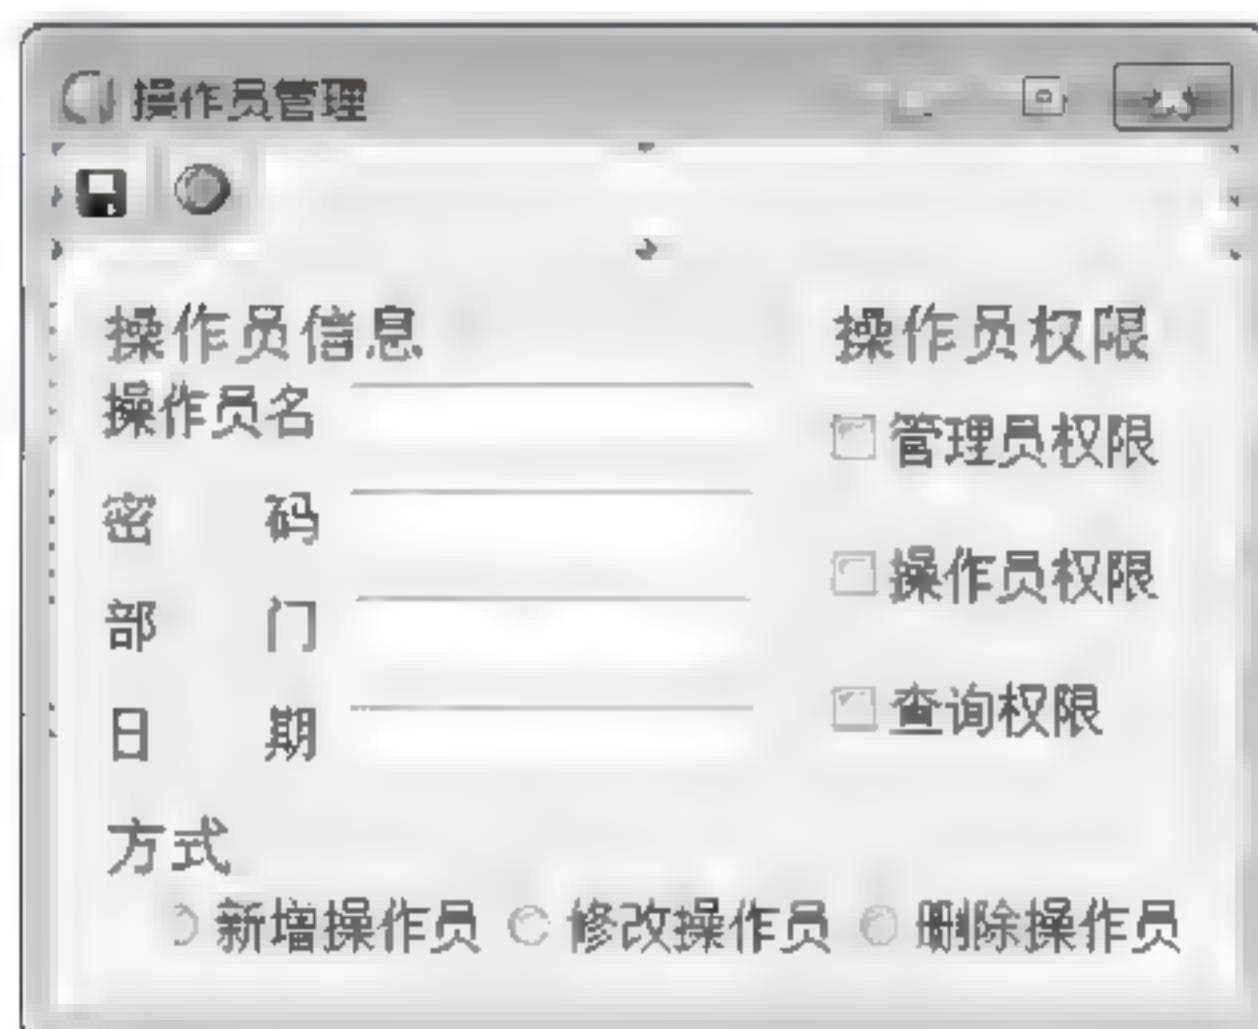 操作员管理
操作员信息
操作员名
密 码
部 门
日 期
操作员权限
管理员权限
操作员权限
查询权限
方式
新增操作员 修改操作员 删除操作员